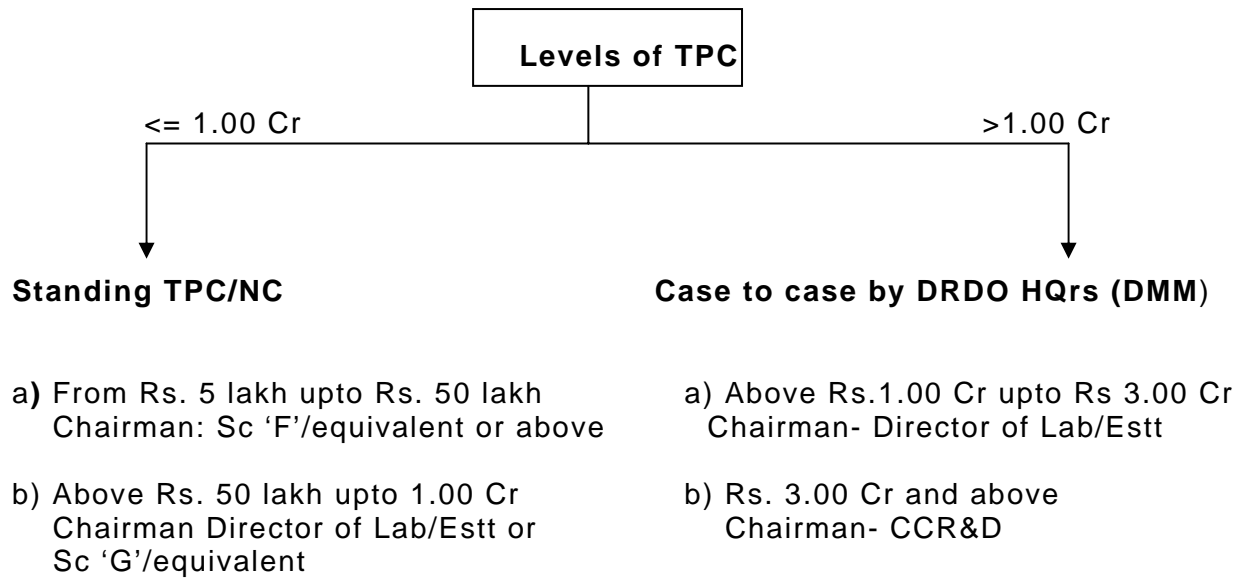 Levels of TPC
<= 1.00 Cr
>1.00 Cr
Standing TPC/NC
a) From Rs. 5 lakh upto Rs. 50 lakh
Chairman: Sc ‘F’/equivalent or above
b) Above Rs. 50 lakh upto 1.00 Cr
Chairman Director of Lab/Estt or
Sc ‘G’/equivalent
Case to case by DRDO HQrs (DMM)
a) Above Rs.1.00 Cr upto Rs 3.00 Cr
Chairman- Director of Lab/Estt
b) Rs. 3.00 Cr and above
Chairman- CCR&D